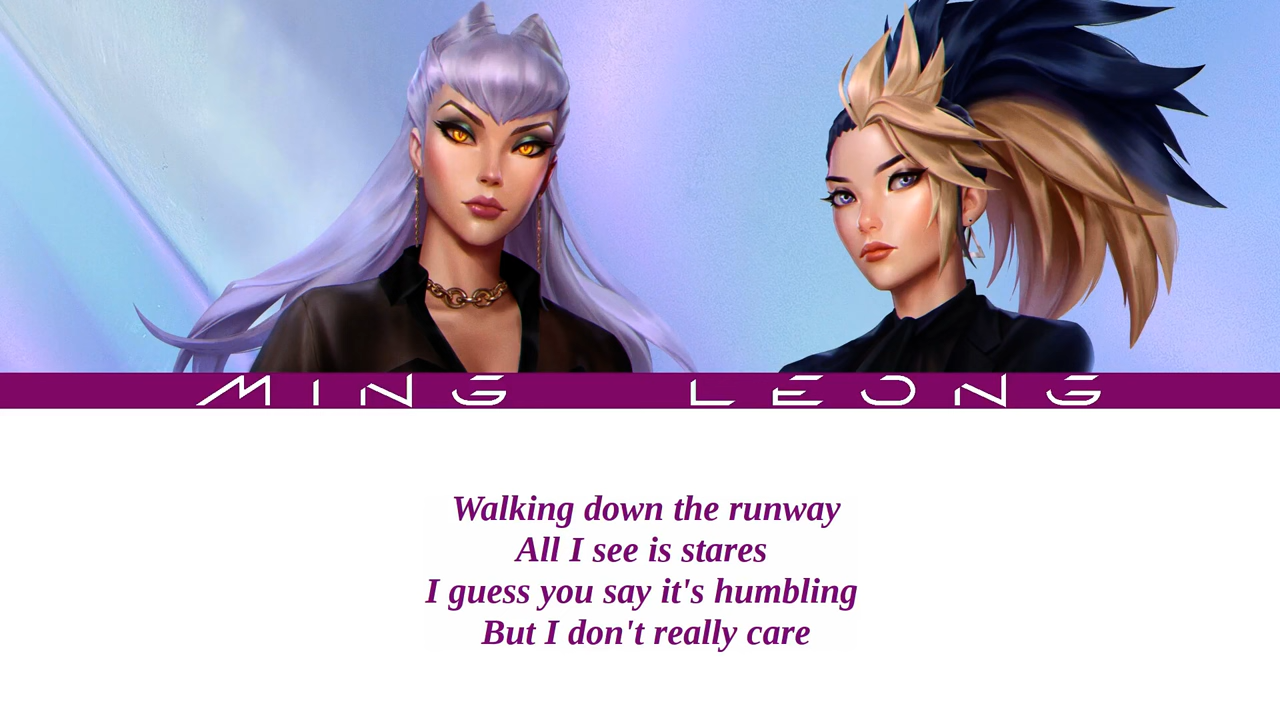 MING LEONG
Walking down the runway
All I see is stares
I guess you say it's humbling
But I don't really care